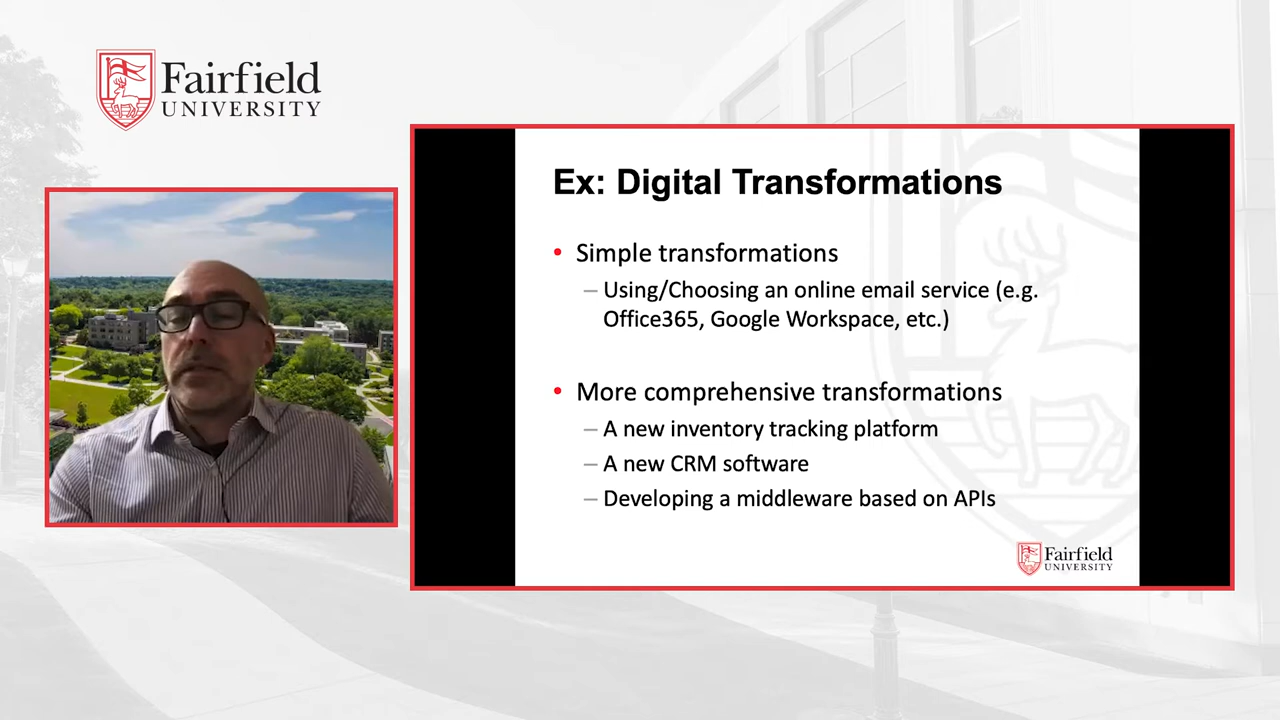 Fairfield
UNIVERSITY
Ex: Digital Transformations
• Simple transformations
– Using/Choosing an online email service (e.g.
Office365, Google Workspace, etc.)
• More comprehensive transformations
– A new inventory tracking platform
– A new CRM software
– Developing a middleware based on APIs
Fairfield
UNIVERSITY